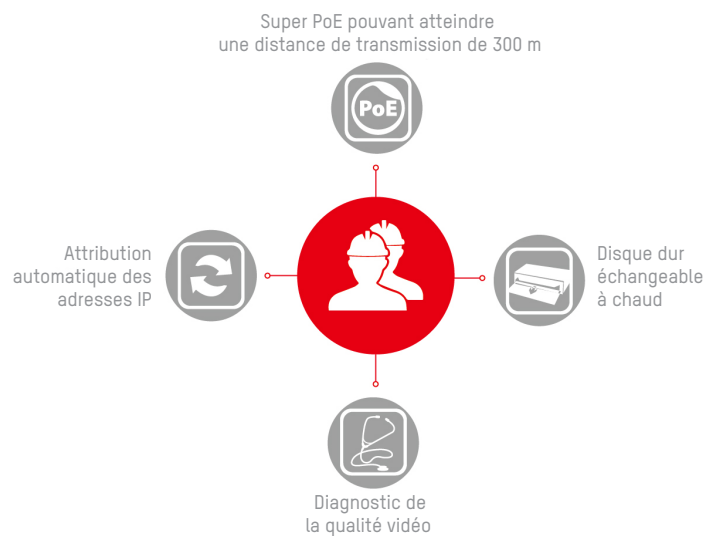 Super PoE pouvant atteindre
une distance de transmission de 300 m
PoE
Attribution
automatique des
adresses IP
Disque dur
échangeable
à chaud
Diagnostic de
la qualité vidéo